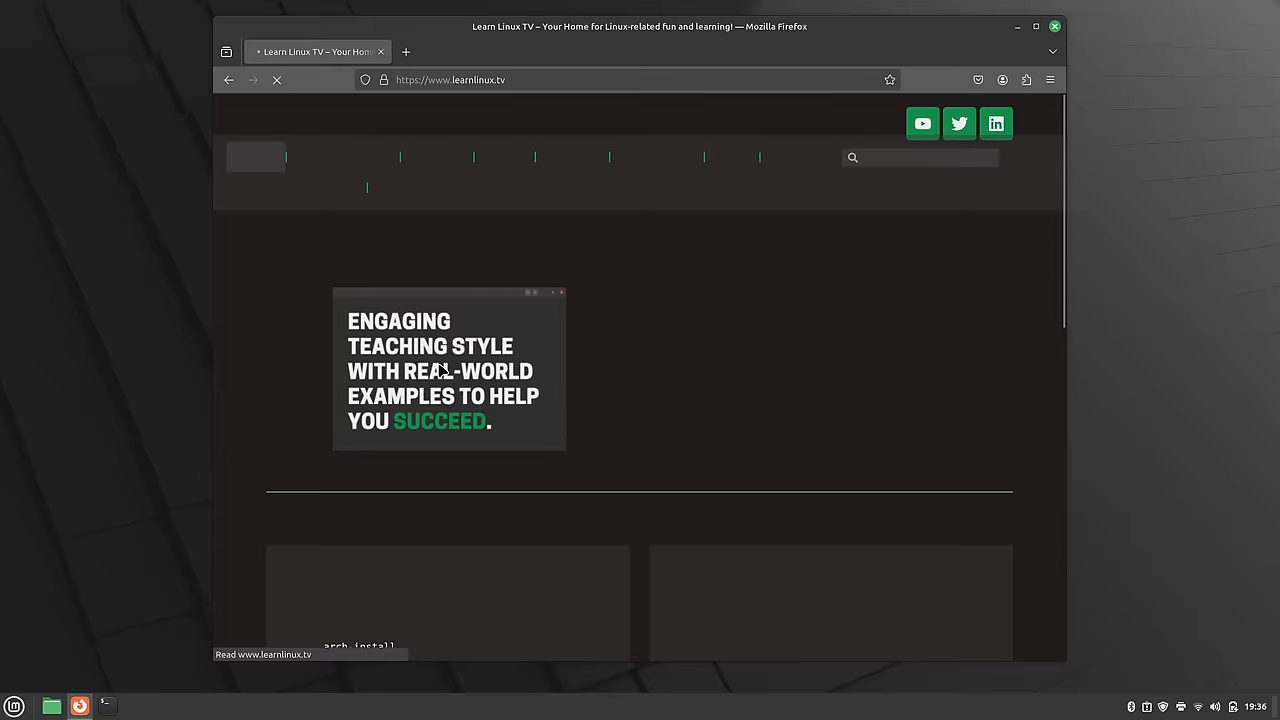 Learn Linux TV – Your Home for Linux-related fun and learning! — Mozilla Firefox
Learn Linux TV – Your Hom
https://www.learnlinux.tv
ENGAGING
TEACHING STYLE
WITH REAL-WORLD
EXAMPLES TO HELP
YOU SUCCEED.
arch install
Read www.learnlinux.tv
19:36